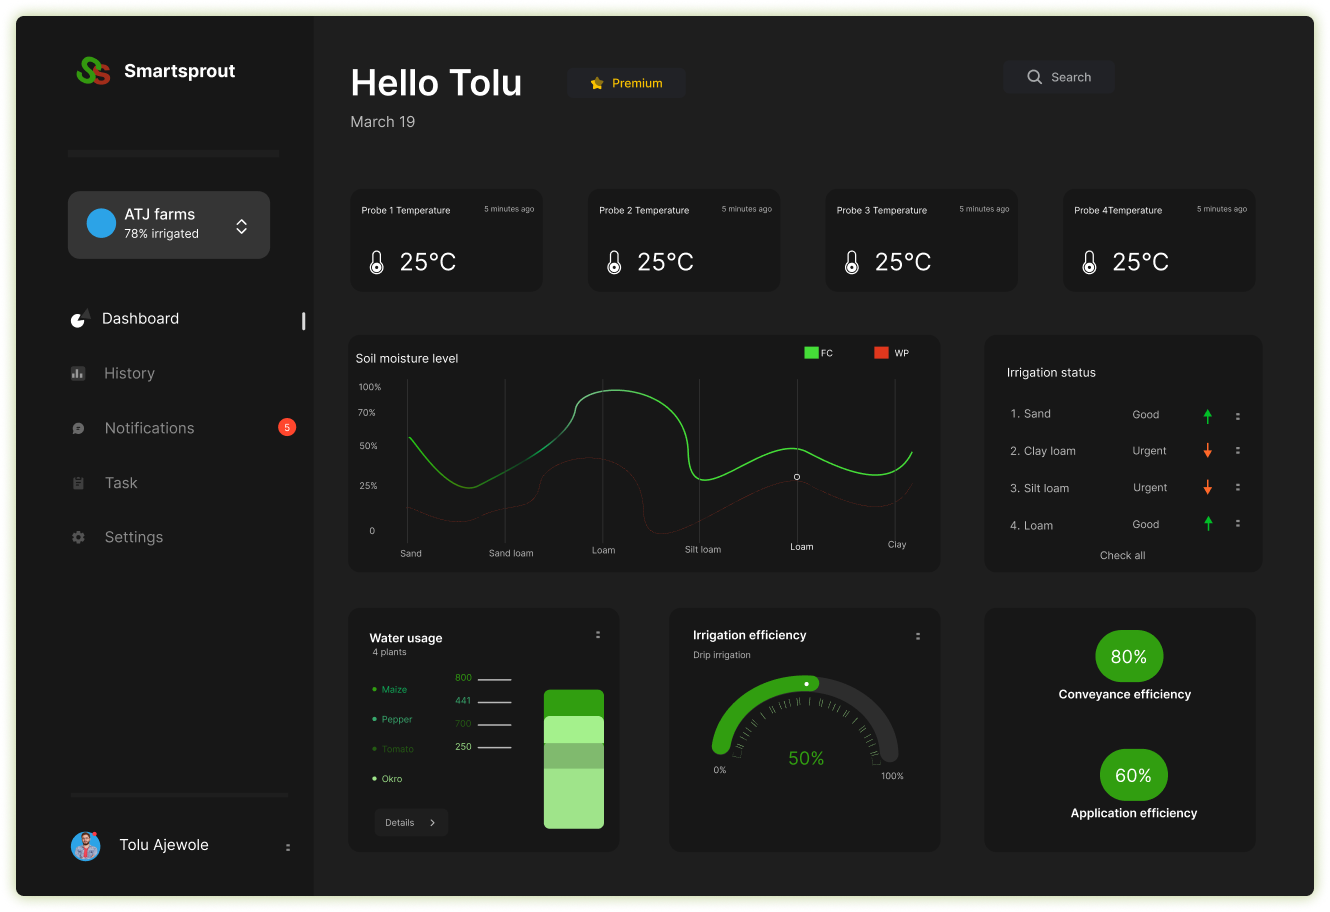 Smartsprout
ATJ farms
78% irrigated
Dashboard
History
Notifications
5
Task
Settings
Tolu Ajewole
Hello Tolu
Premium
Search
March 19
Probe 1 Temperature
5 minutes ago
25°C
Probe 2 Temperature
5 minutes ago
25°C
Probe 3 Temperature
5 minutes ago
25°C
Probe 4Temperature
5 minutes ago
25°C
Soil moisture level
FC
WP
100%
70%
50%
25%
0
Sand
Sand loam
Loam
Silt loam
Loam
Clay
Irrigation status
1. Sand Good
2. Clay loam Urgent
3. Silt loam Urgent
4. Loam Good
Check all
Water usage
4 plants
Maize
Pepper
Tomato
Okro
800
441
700
250
Details
Irrigation efficiency
Drip irrigation
50%
0%
100%
80%
Conveyance efficiency
60%
Application efficiency